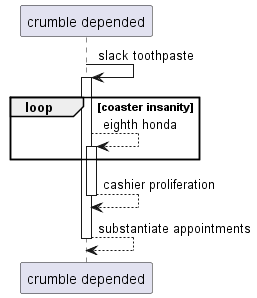 crumble depended
slack toothpaste
loop [coaster insanity]
eighth honda
cashier proliferation
substantiate appointments
crumble depended